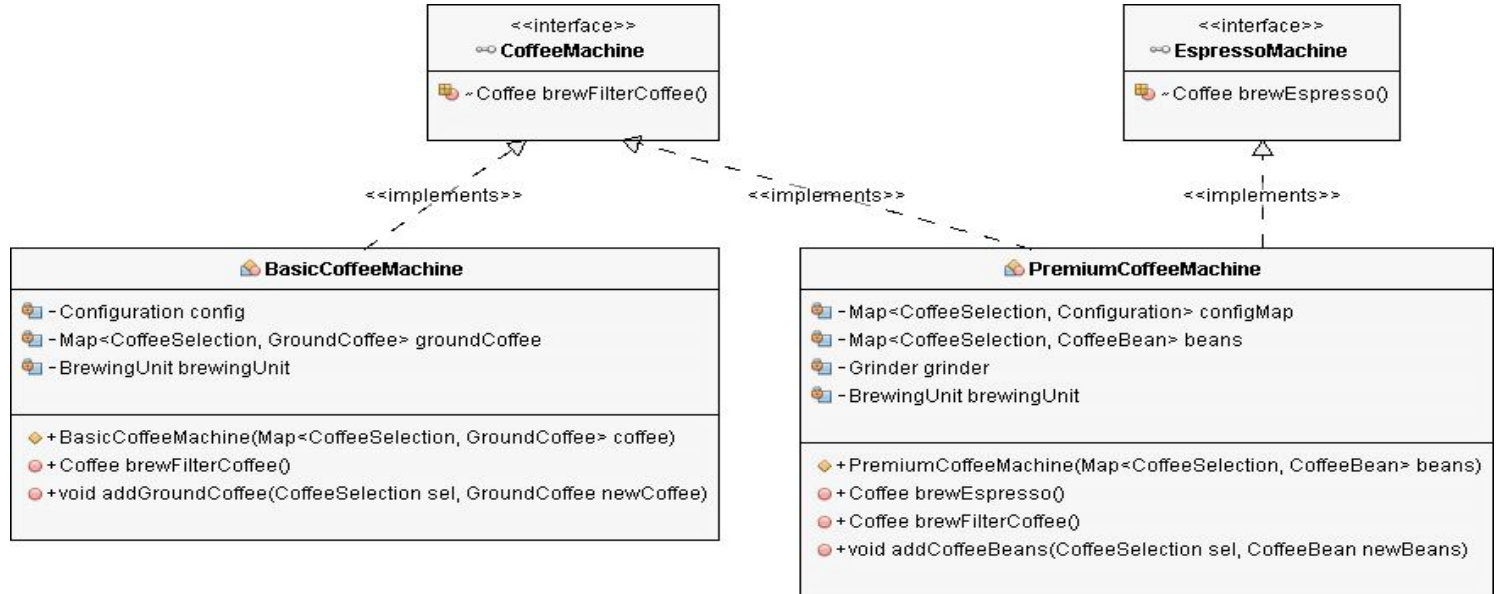 <<interface>>
CoffeeMachine
~Coffee brewFilterCoffee()
<<interface>>
EspressoMachine
~Coffee brewEspresso()
<<implements>>
<<implements>>
<<implements>>
BasicCoffeeMachine
-Configuration config
-Map<CoffeeSelection, GroundCoffee> groundCoffee
-BrewingUnit brewingUnit
+BasicCoffeeMachine(Map<CoffeeSelection, GroundCoffee> coffee)
+Coffee brewFilterCoffee()
+void addGroundCoffee(CoffeeSelection sel, GroundCoffee newCoffee)
PremiumCoffeeMachine
-Map<CoffeeSelection, Configuration> configMap
-Map<CoffeeSelection, CoffeeBean> beans
-Grinder grinder
-BrewingUnit brewingUnit
+PremiumCoffeeMachine(Map<CoffeeSelection, CoffeeBean> beans)
+Coffee brewEspresso()
+Coffee brewFilterCoffee()
+void addCoffeeBeans(CoffeeSelection sel, CoffeeBean newBeans)